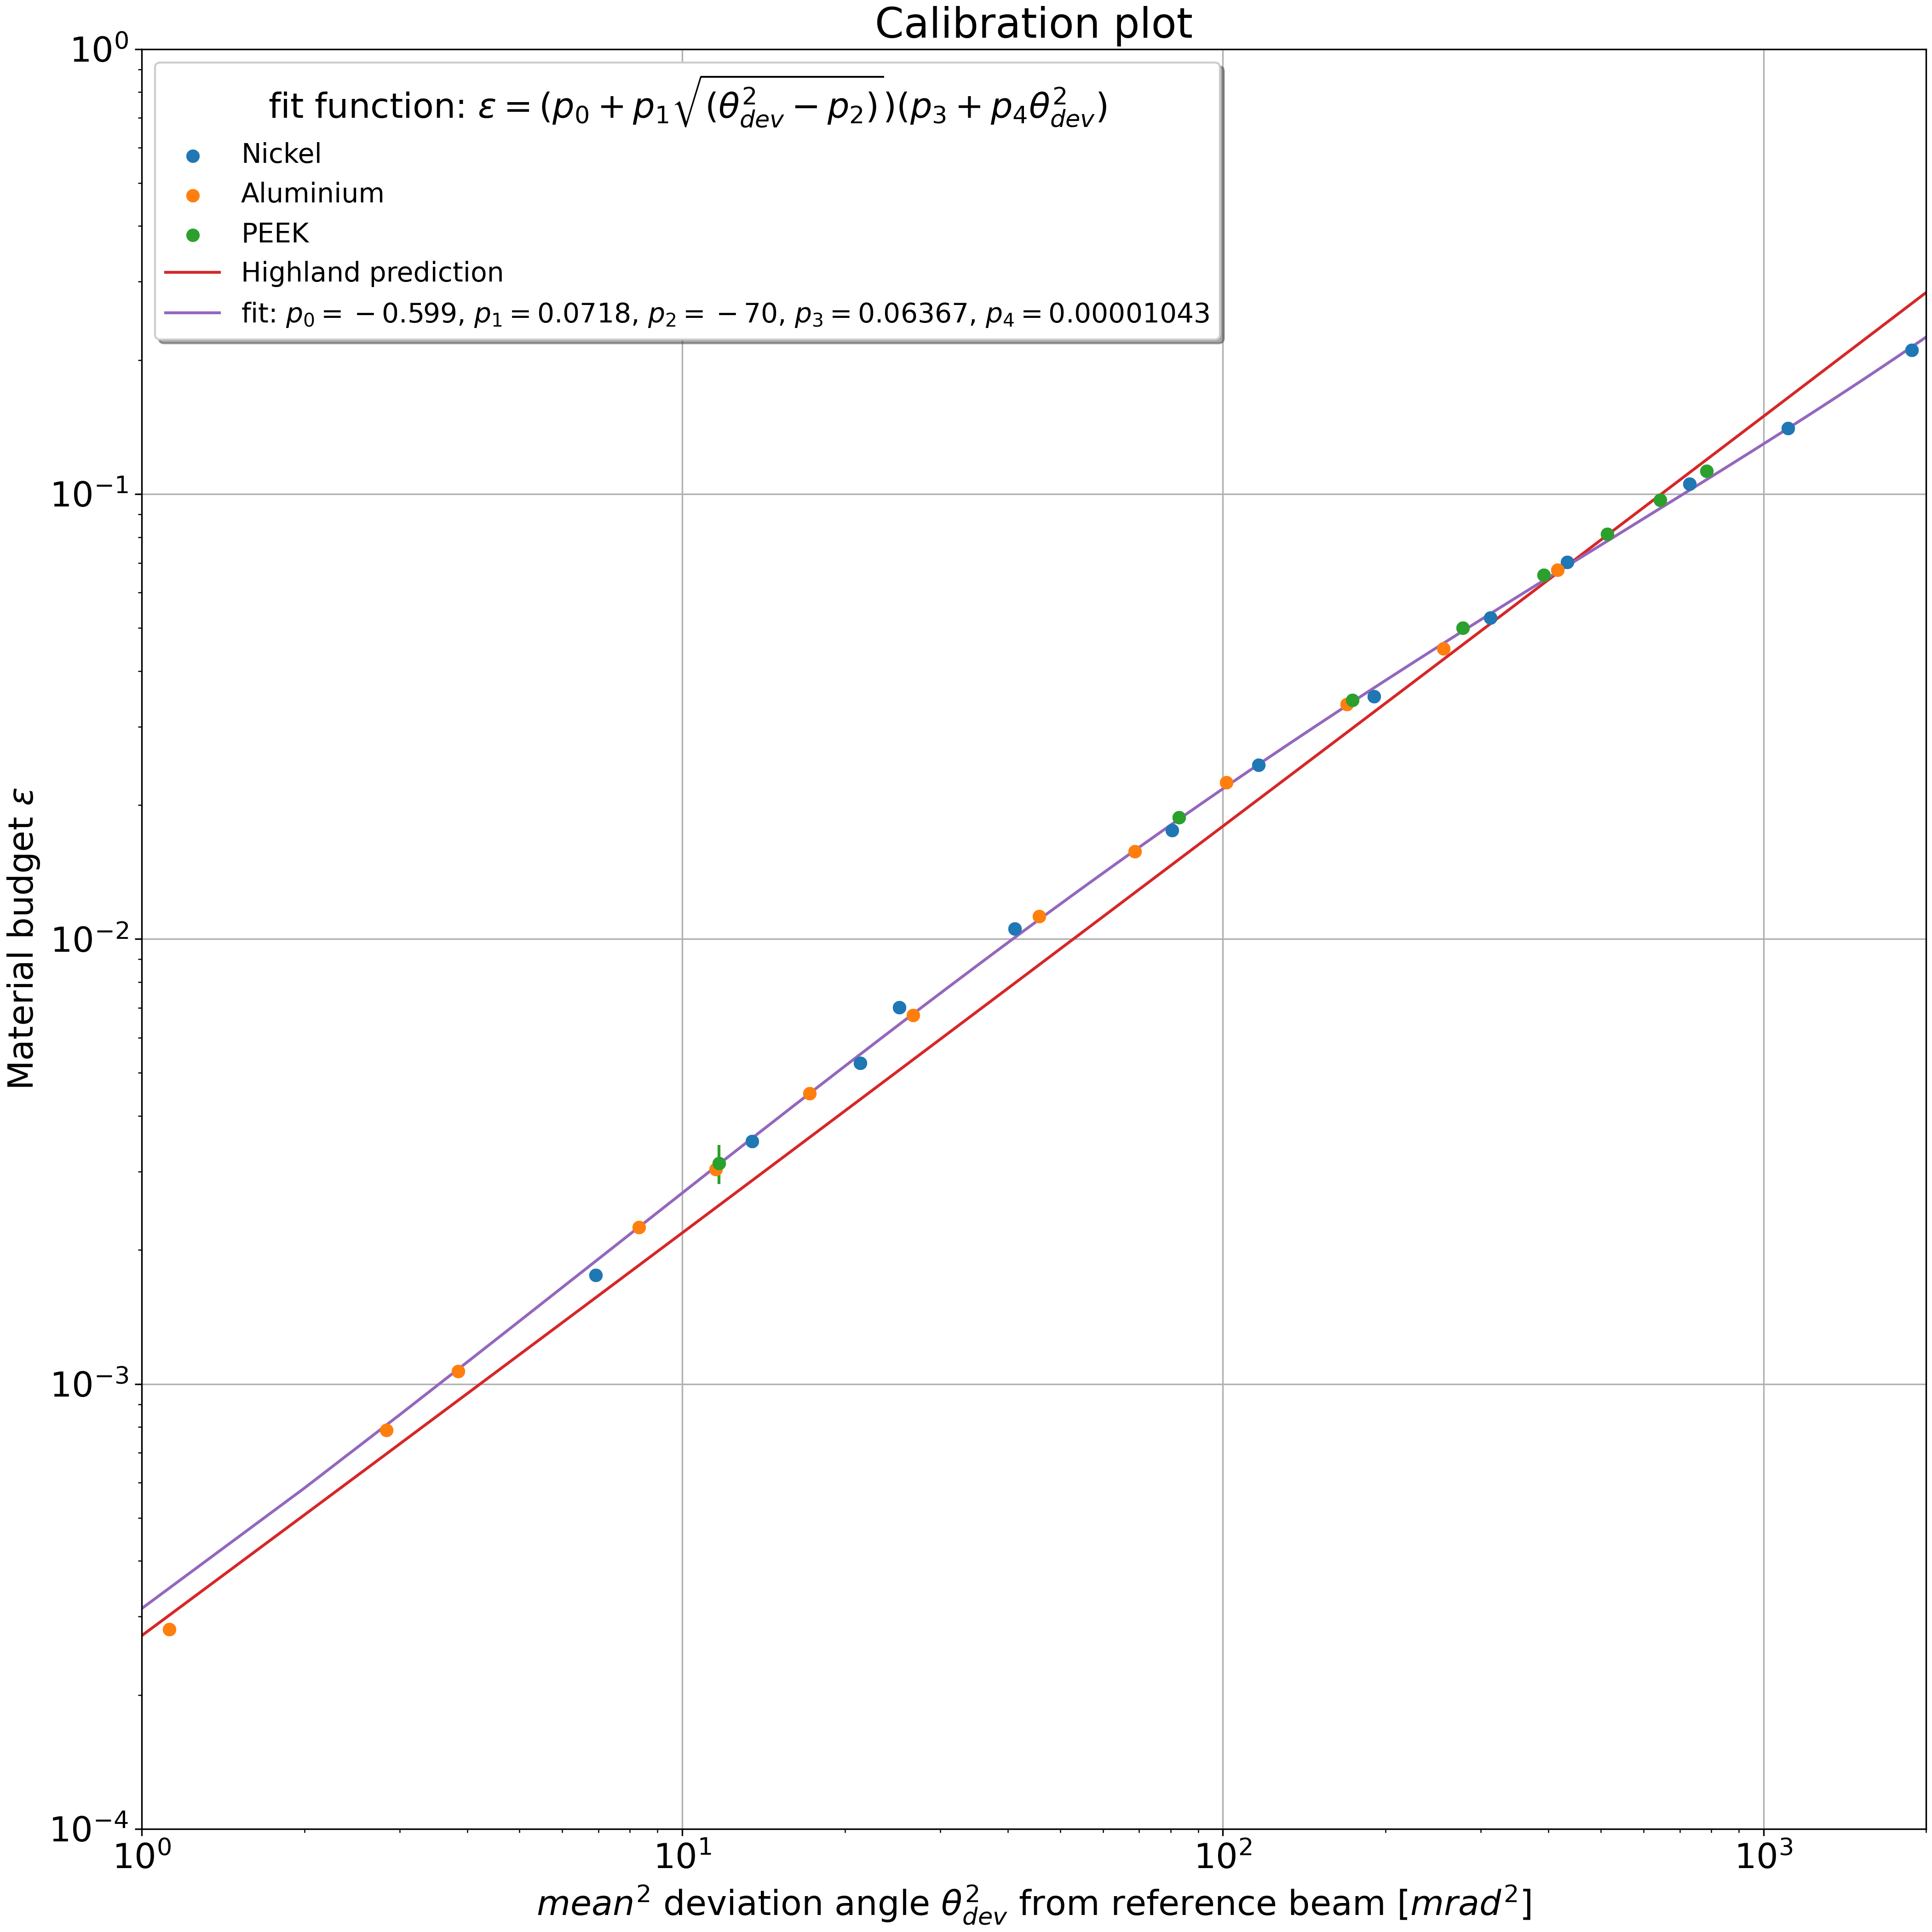 Calibration plot
fit function: ε = (p₀ + p₁√(θ²_dev − p₂))(p₃ + p₄θ²_dev)
Nickel
Aluminium
PEEK
Highland prediction
fit: p₀ = −0.599, p₁ = 0.0718, p₂ = −70, p₃ = 0.06367, p₄ = 0.00001043
Material budget ε
10⁰
10⁻¹
10⁻²
10⁻³
10⁻⁴
10⁰ 10¹ 10² 10³
mean² deviation angle θ²_dev from reference beam [mrad²]